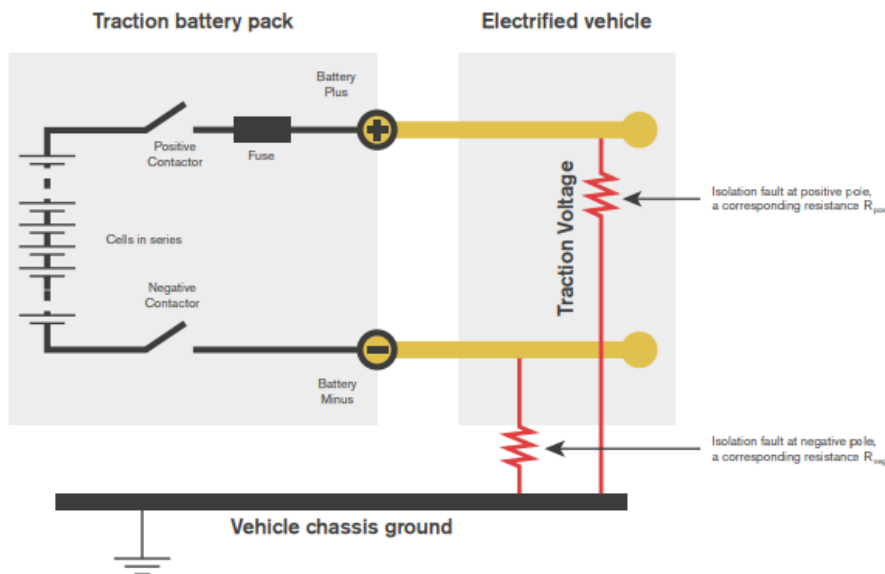 Traction battery pack
Electrified vehicle
Battery
Plus
Positive
Contactor
Fuse
Cells in series
Negative
Contactor
Battery
Minus
Traction Voltage
Isolation fault at positive pole,
a corresponding resistance R
Isolation fault at negative pole,
a corresponding resistance R
Vehicle chassis ground